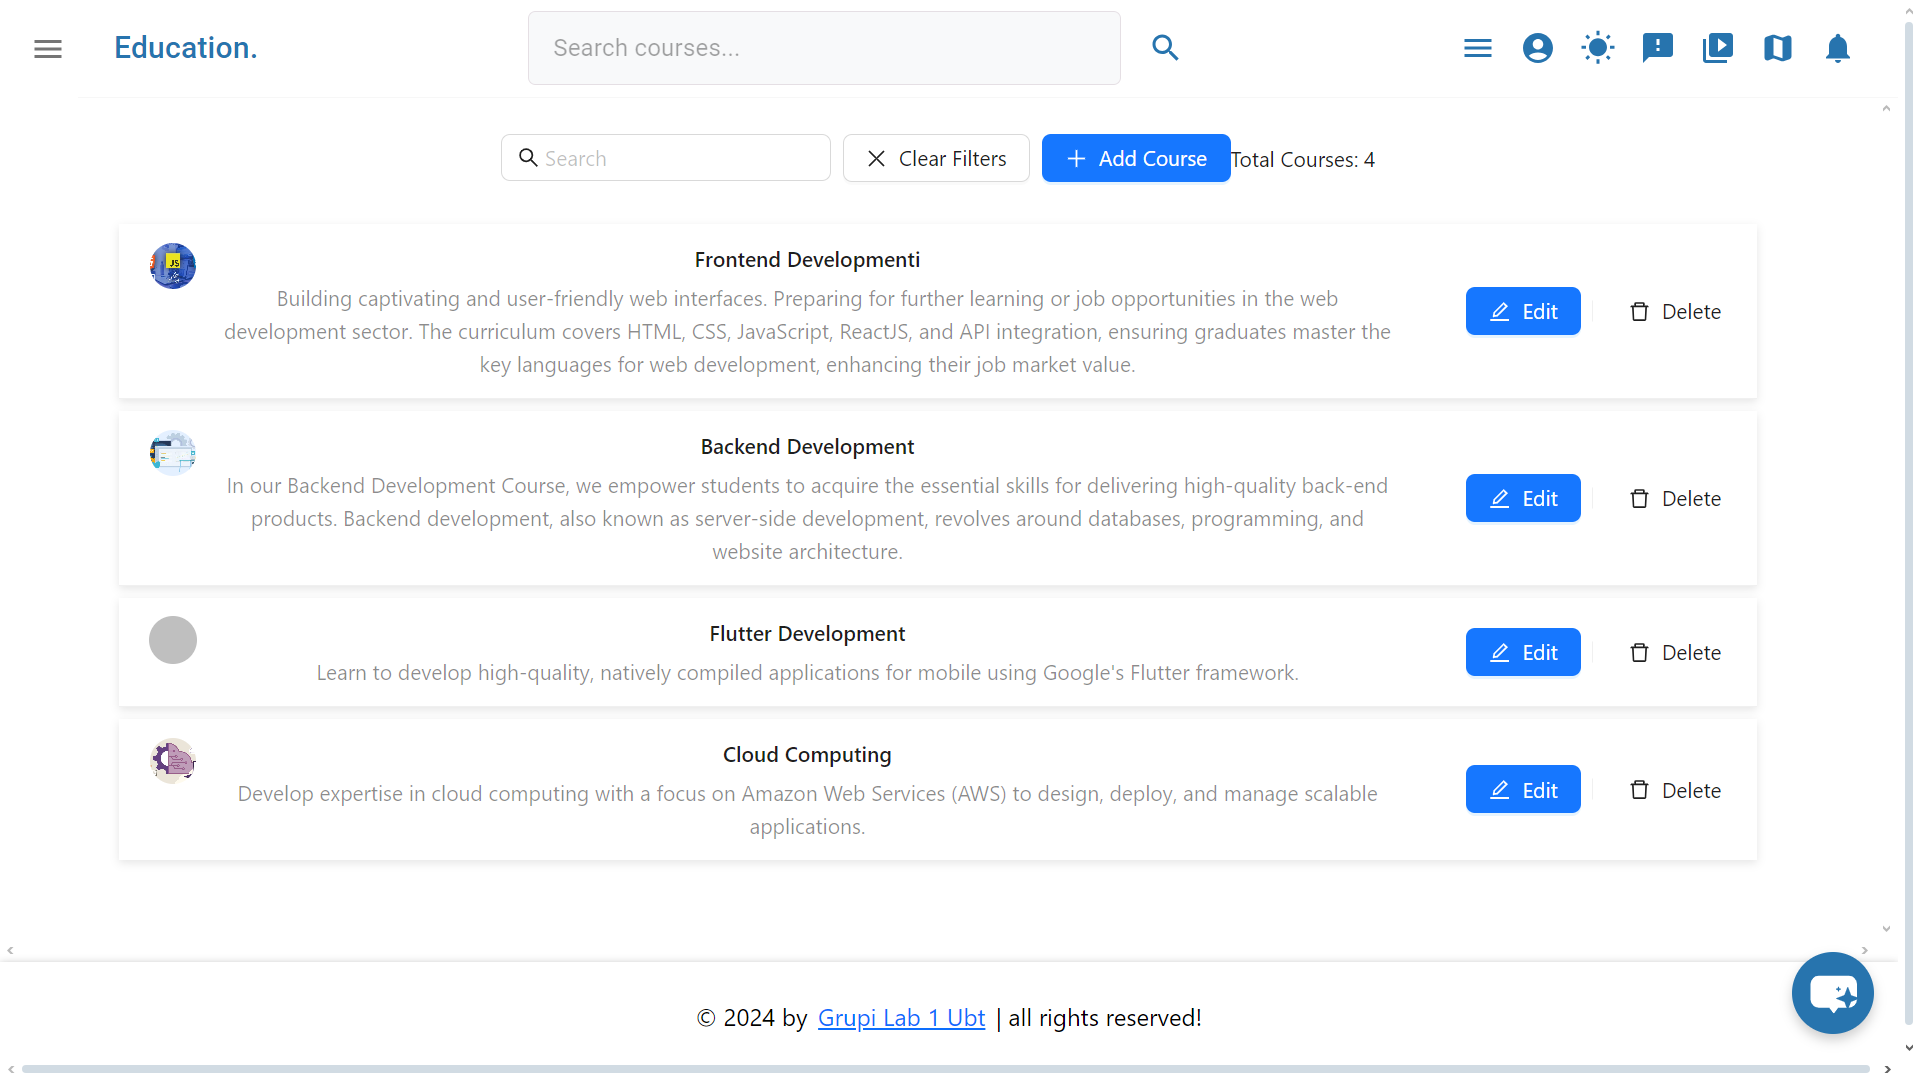 Education.
Search courses...
Search
Clear Filters
Add Course
Total Courses: 4
Frontend Developmenti
Building captivating and user-friendly web interfaces. Preparing for further learning or job opportunities in the web
development sector. The curriculum covers HTML, CSS, JavaScript, ReactJS, and API integration, ensuring graduates master the
key languages for web development, enhancing their job market value.
Edit
Delete
JS
Backend Development
In our Backend Development Course, we empower students to acquire the essential skills for delivering high-quality back-end
products. Backend development, also known as server-side development, revolves around databases, programming, and
website architecture.
Edit
Delete
Flutter Development
Learn to develop high-quality, natively compiled applications for mobile using Google's Flutter framework.
Edit
Delete
Cloud Computing
Develop expertise in cloud computing with a focus on Amazon Web Services (AWS) to design, deploy, and manage scalable
applications.
Edit
Delete
© 2024 by Grupi Lab 1 Ubt | all rights reserved!